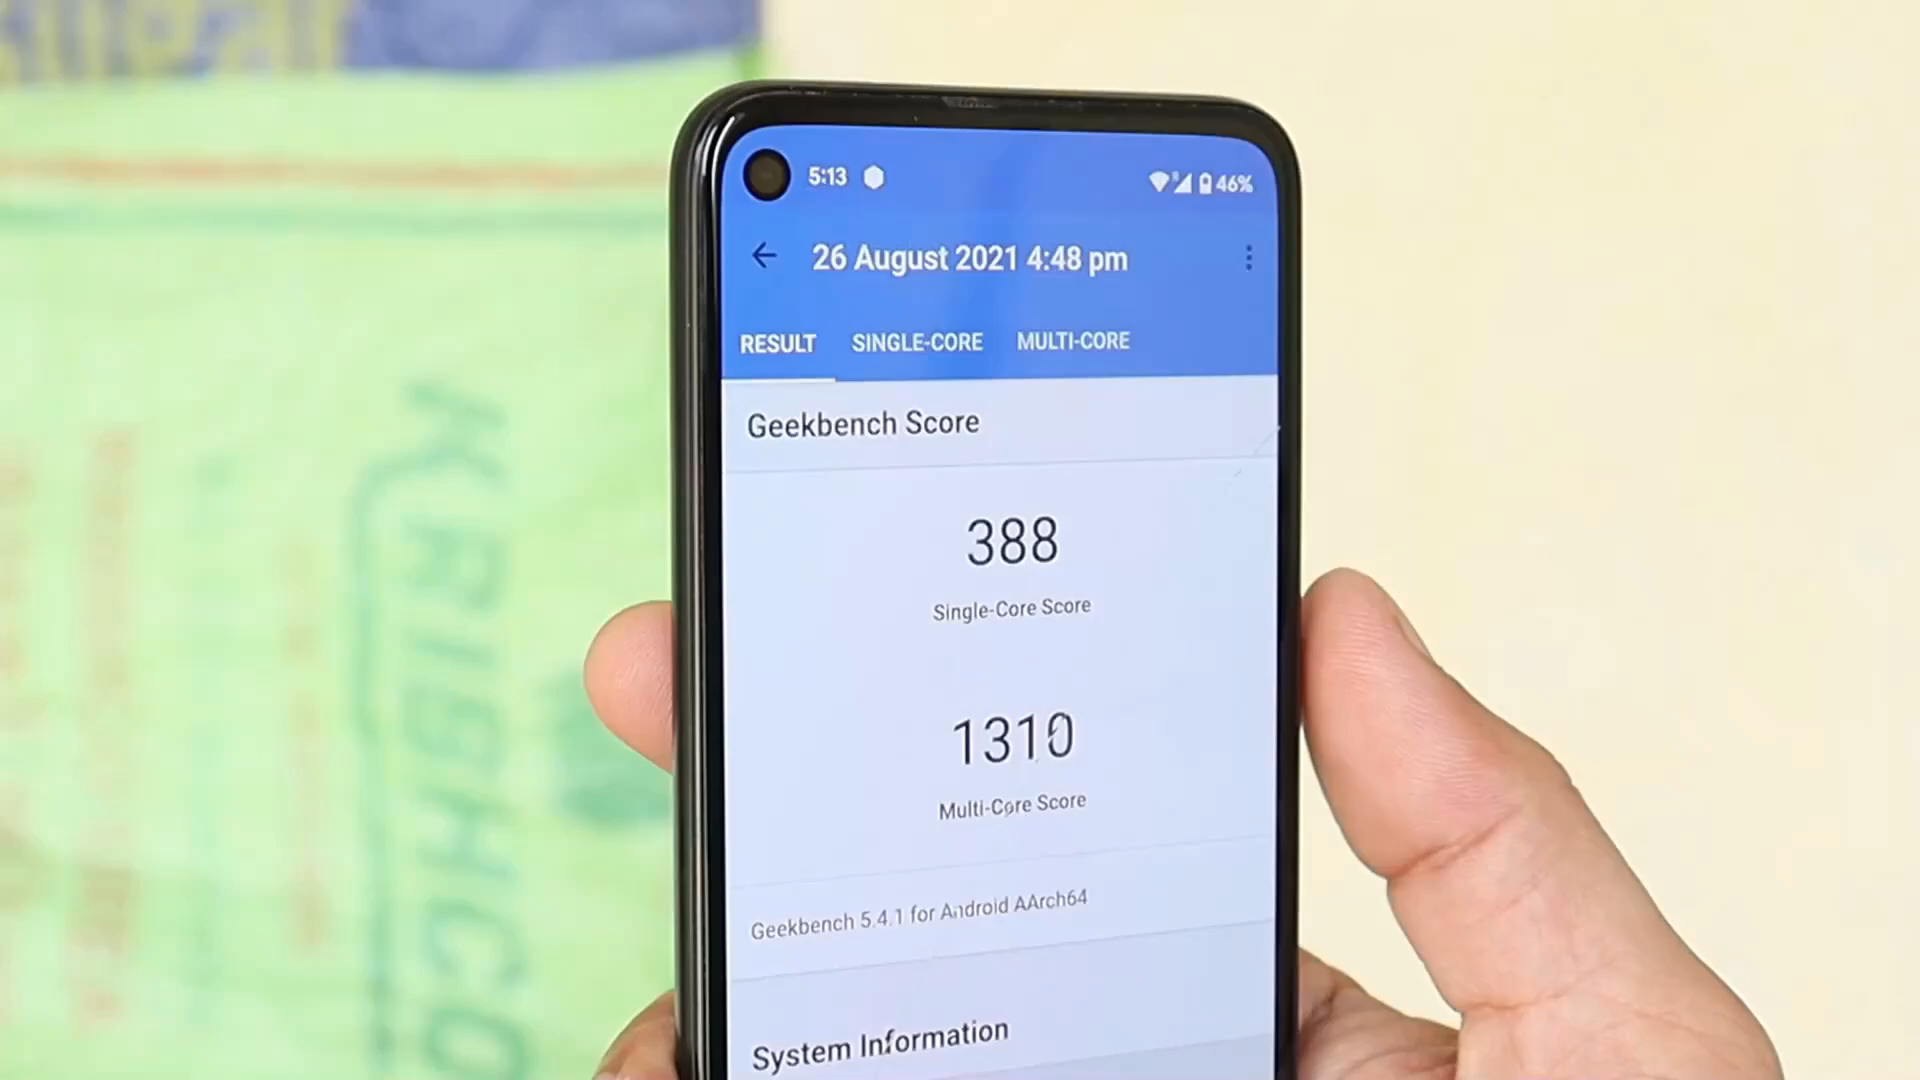 5:13
46%
26 August 2021 4:48 pm
RESULT SINGLE-CORE MULTI-CORE
Geekbench Score
388
Single-Core Score
1310
Multi-Core Score
Geekbench 5.4.1 for Android AArch64
System Information
KRIBHCO